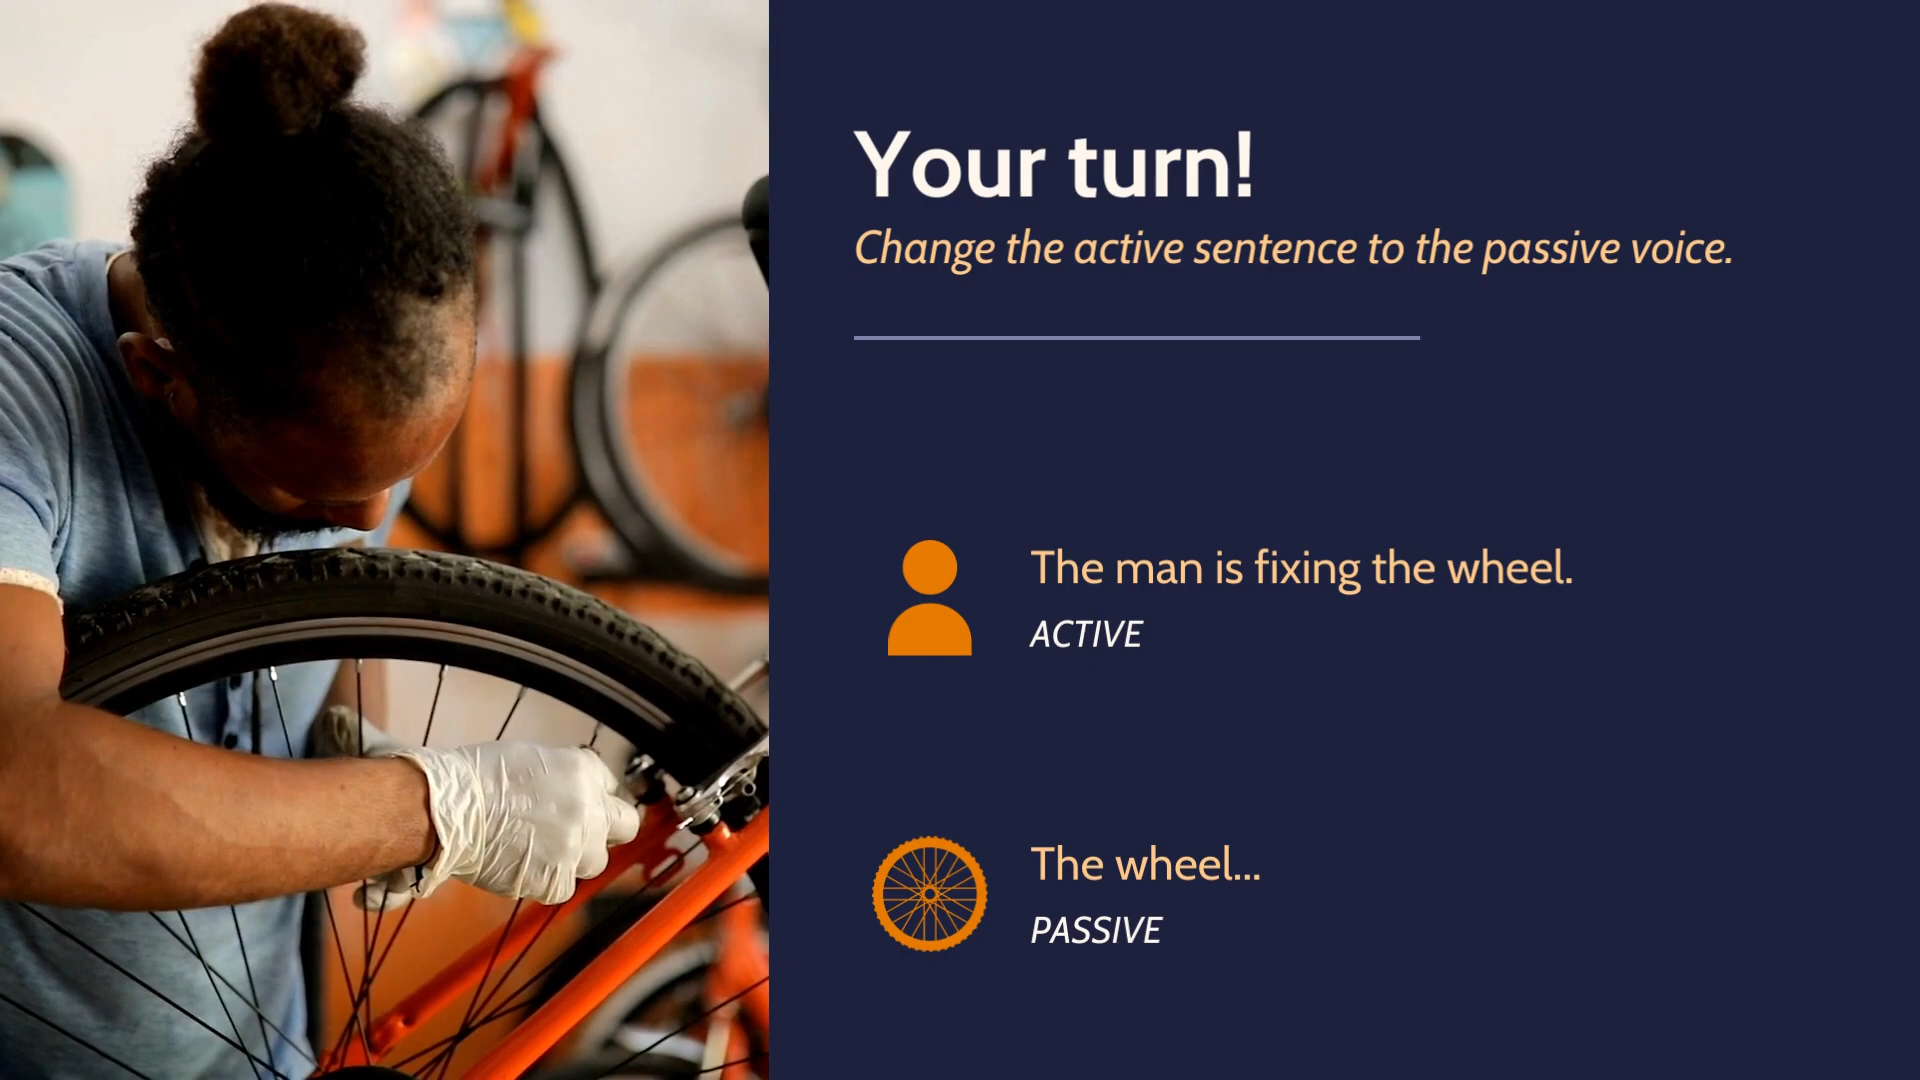 Your turn!
Change the active sentence to the passive voice.
The man is fixing the wheel.
ACTIVE
The wheel...
PASSIVE